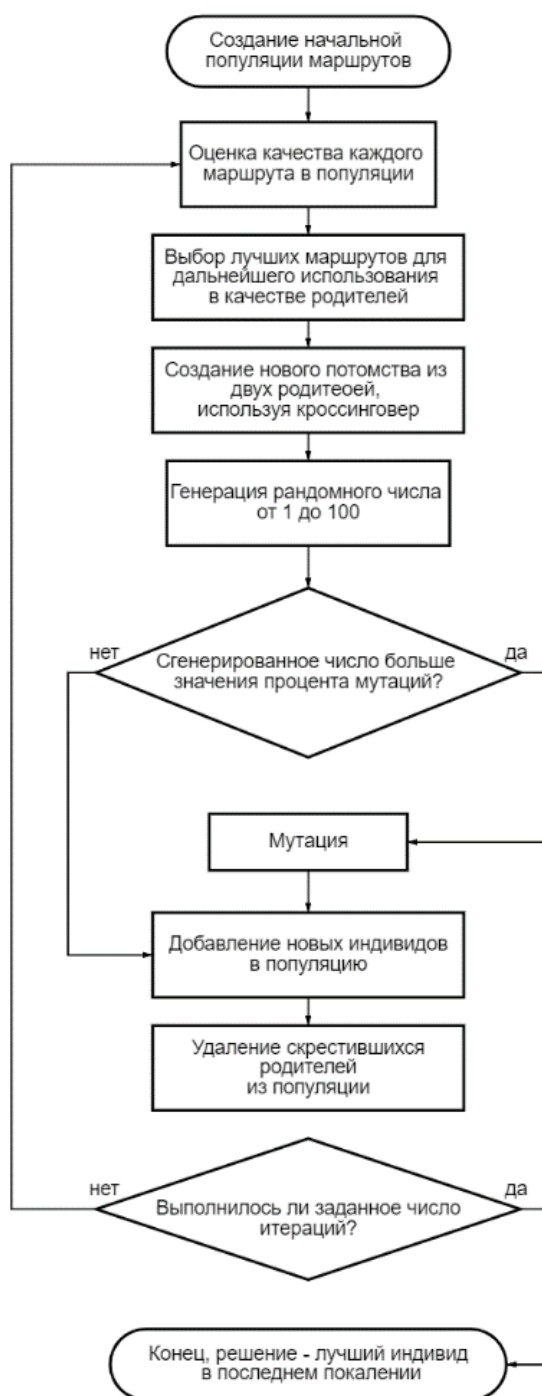 Создание начальной
популяции маршрутов
Оценка качества каждого
маршрута в популяции
Выбор лучших маршрутов для
дальнейшего использования
в качестве родителей
Создание нового потомства из
двух родитеоей,
используя кроссинговер
Генерация рандомного числа
от 1 до 100
нет
да
Сгенерированное число больше
значения процента мутаций?
Мутация
Добавление новых индивидов
в популяцию
Удаление скрестившихся
родителей
из популяции
нет
да
Выполнилось ли заданное число
итераций?
Конец, решение - лучший индивид
в последнем покалении